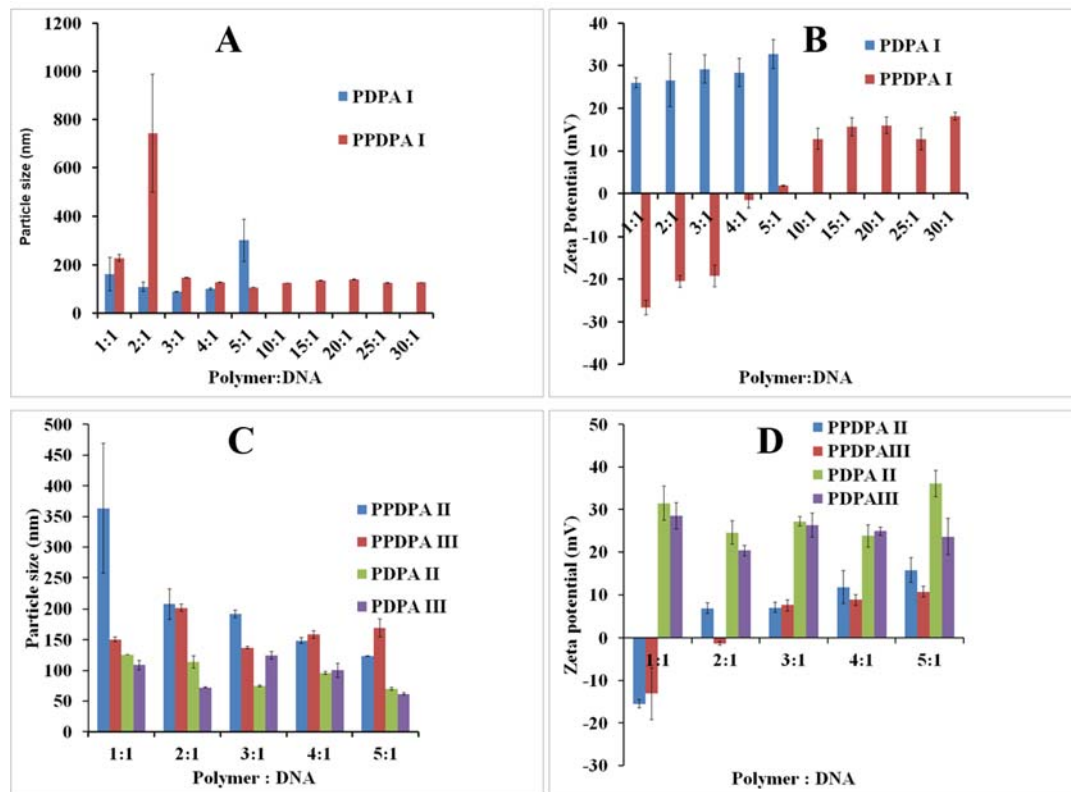 A
1200
1000
800
600
400
200
0
Particle size (nm)
PDPA I
PPDPA I
1:1
2:1
3:1
4:1
5:1
10:1
15:1
20:1
25:1
30:1
Polymer:DNA
B
40
30
20
10
0
-10
-20
-30
-40
Zeta Potential (mV)
PDPA I
PPDPA I
1:1
2:1
3:1
4:1
5:1
10:1
15:1
20:1
25:1
30:1
Polymer:DNA
C
500
450
400
350
300
250
200
150
100
50
0
Particle size (nm)
PPDPA II
PPDPA III
PDPA II
PDPA III
1:1
2:1
3:1
4:1
5:1
Polymer : DNA
D
50
40
30
20
10
0
-10
-20
-30
Zeta potential (mV)
PPDPA II
PPDPAIII
PDPA II
PDPAIII
1:1
2:1
3:1
4:1
5:1
Polymer : DNA